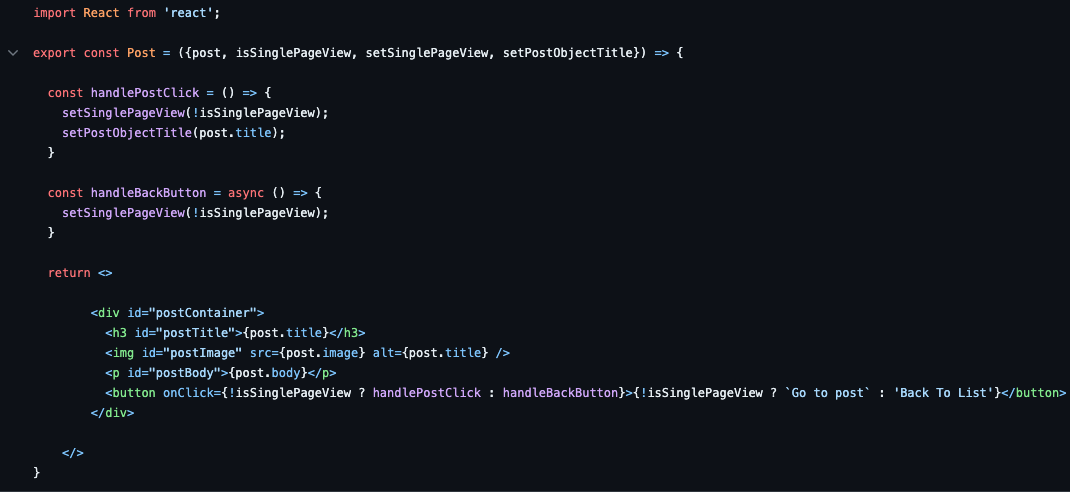 import React from 'react';
export const Post = ({post, isSinglePageView, setSinglePageView, setPostObjectTitle}) => {
const handlePostClick = () => {
setSinglePageView(!isSinglePageView);
setPostObjectTitle(post.title);
}
const handleBackButton = async () => {
setSinglePageView(!isSinglePageView);
}
return <>
<div id="postContainer">
<h3 id="postTitle">{post.title}</h3>
<img id="postImage" src={post.image} alt={post.title} />
<p id="postBody">{post.body}</p>
<button onClick={!isSinglePageView ? handlePostClick : handleBackButton}>{!isSinglePageView ? `Go to post` : 'Back To List'}</button>
</div>
</>
}